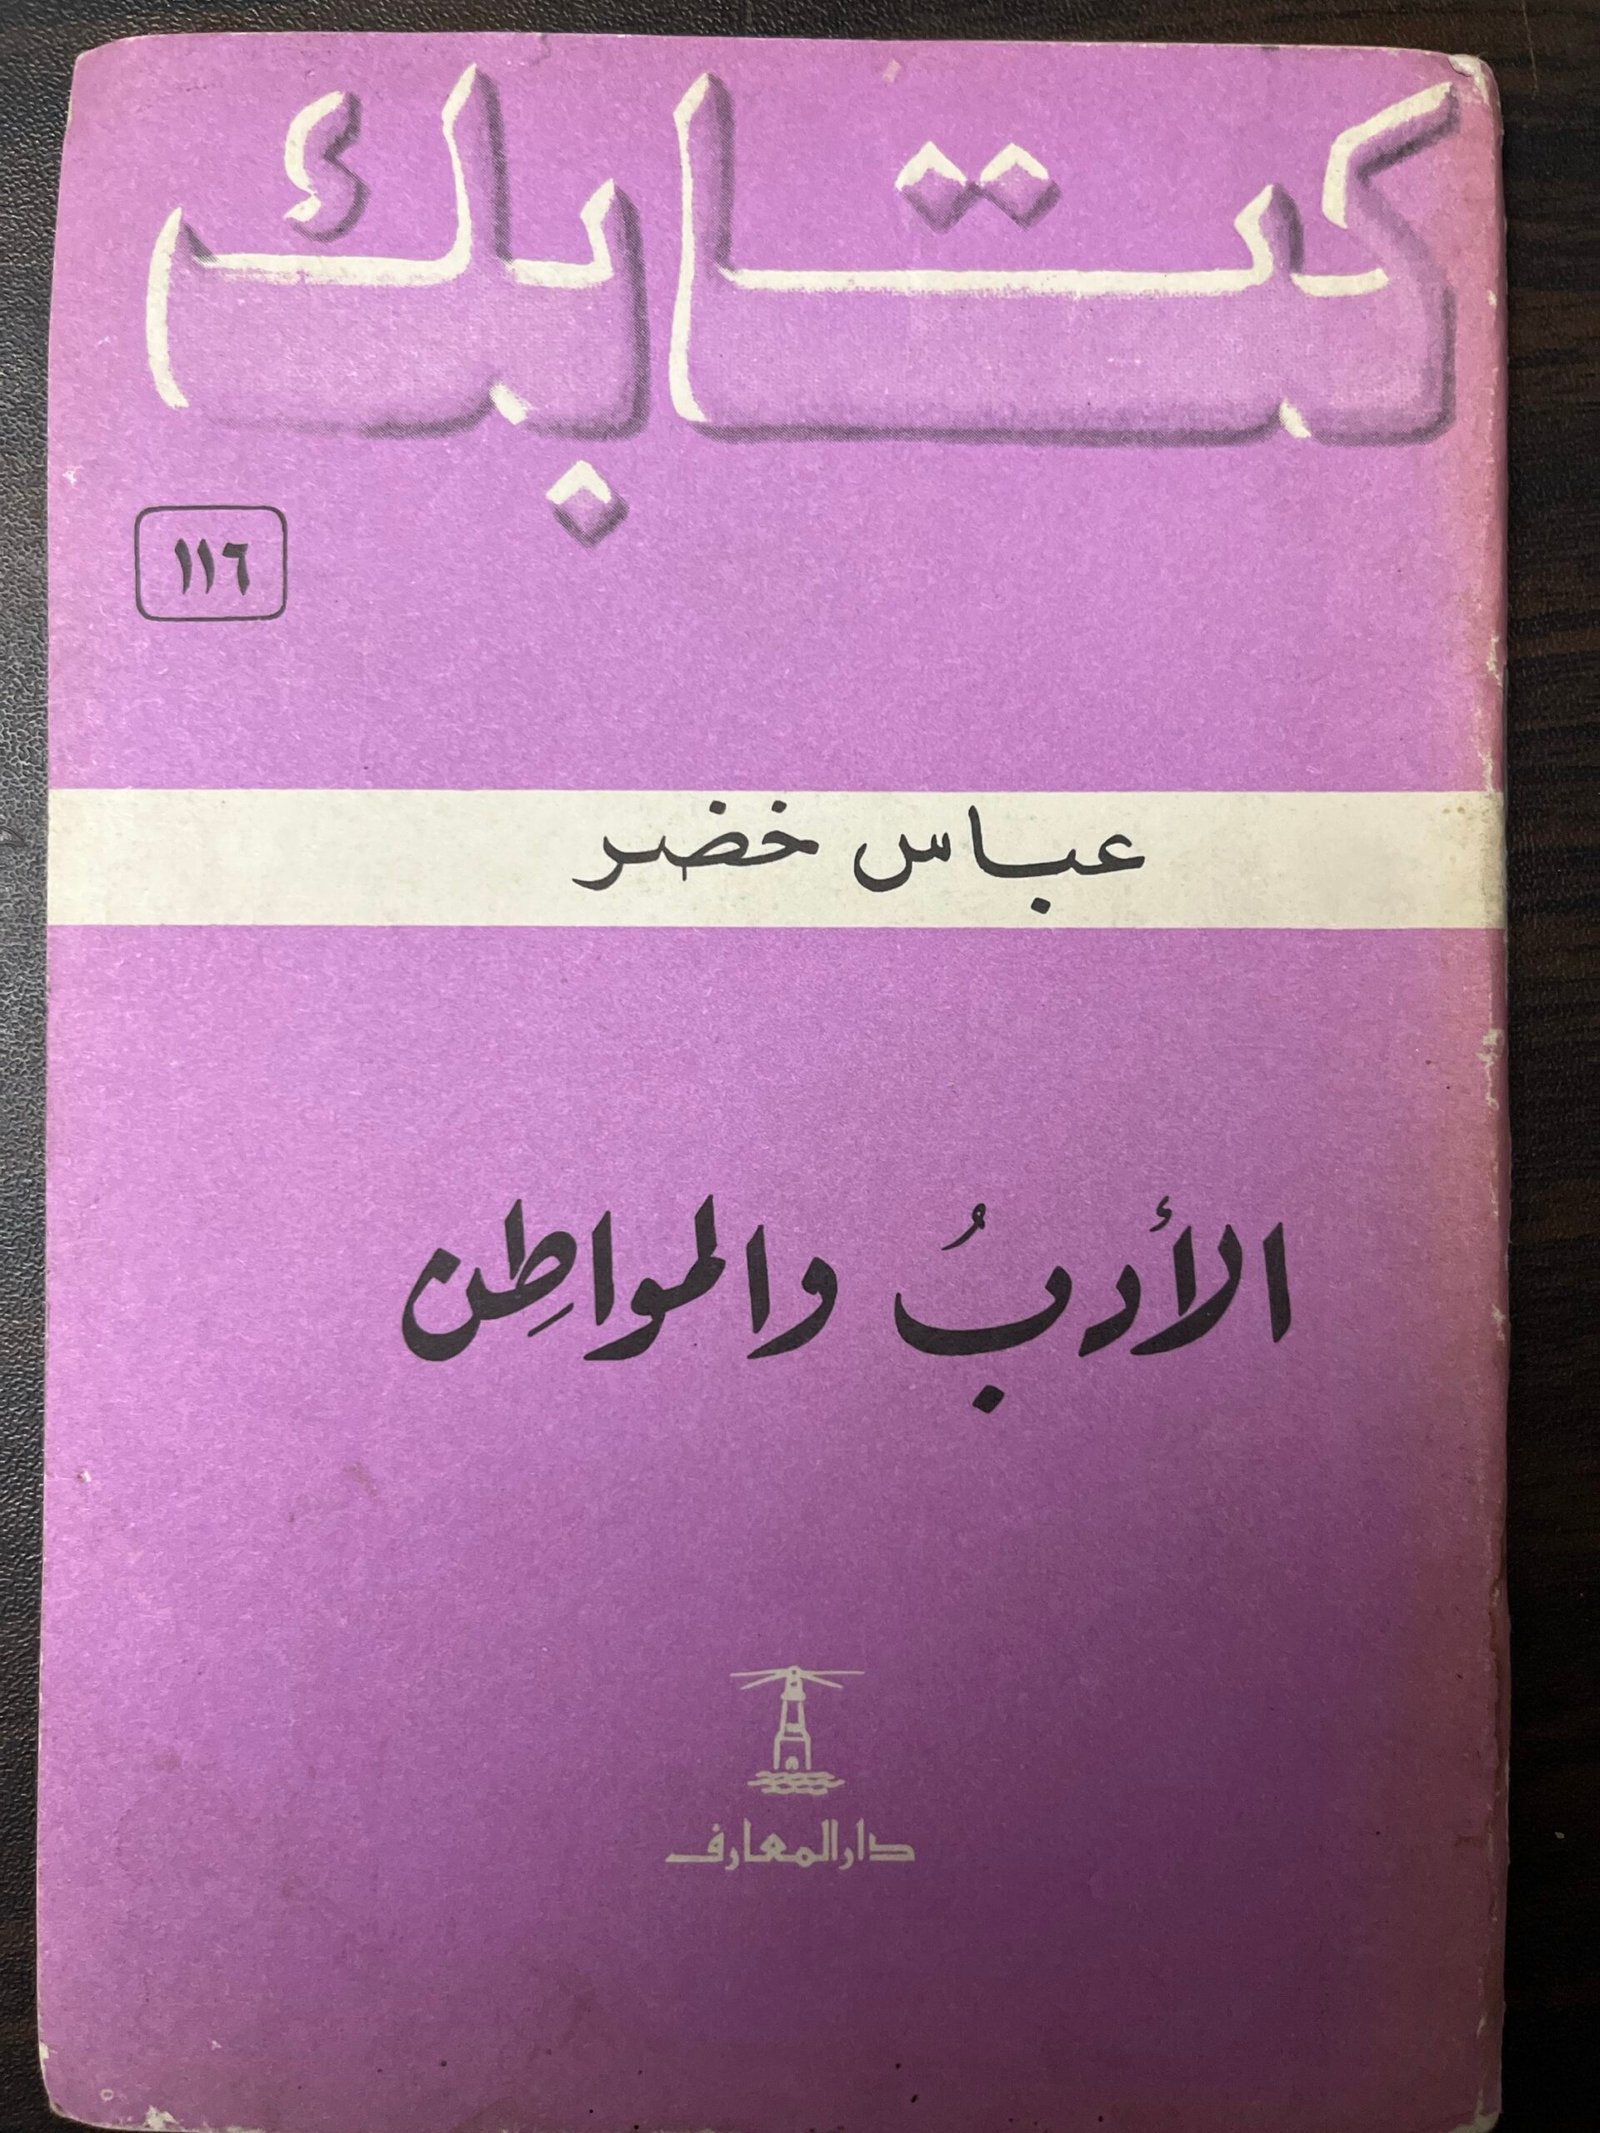 كتابك
١١٦
عباس خضر
الأدبُ والمواطِن
دار المعارف